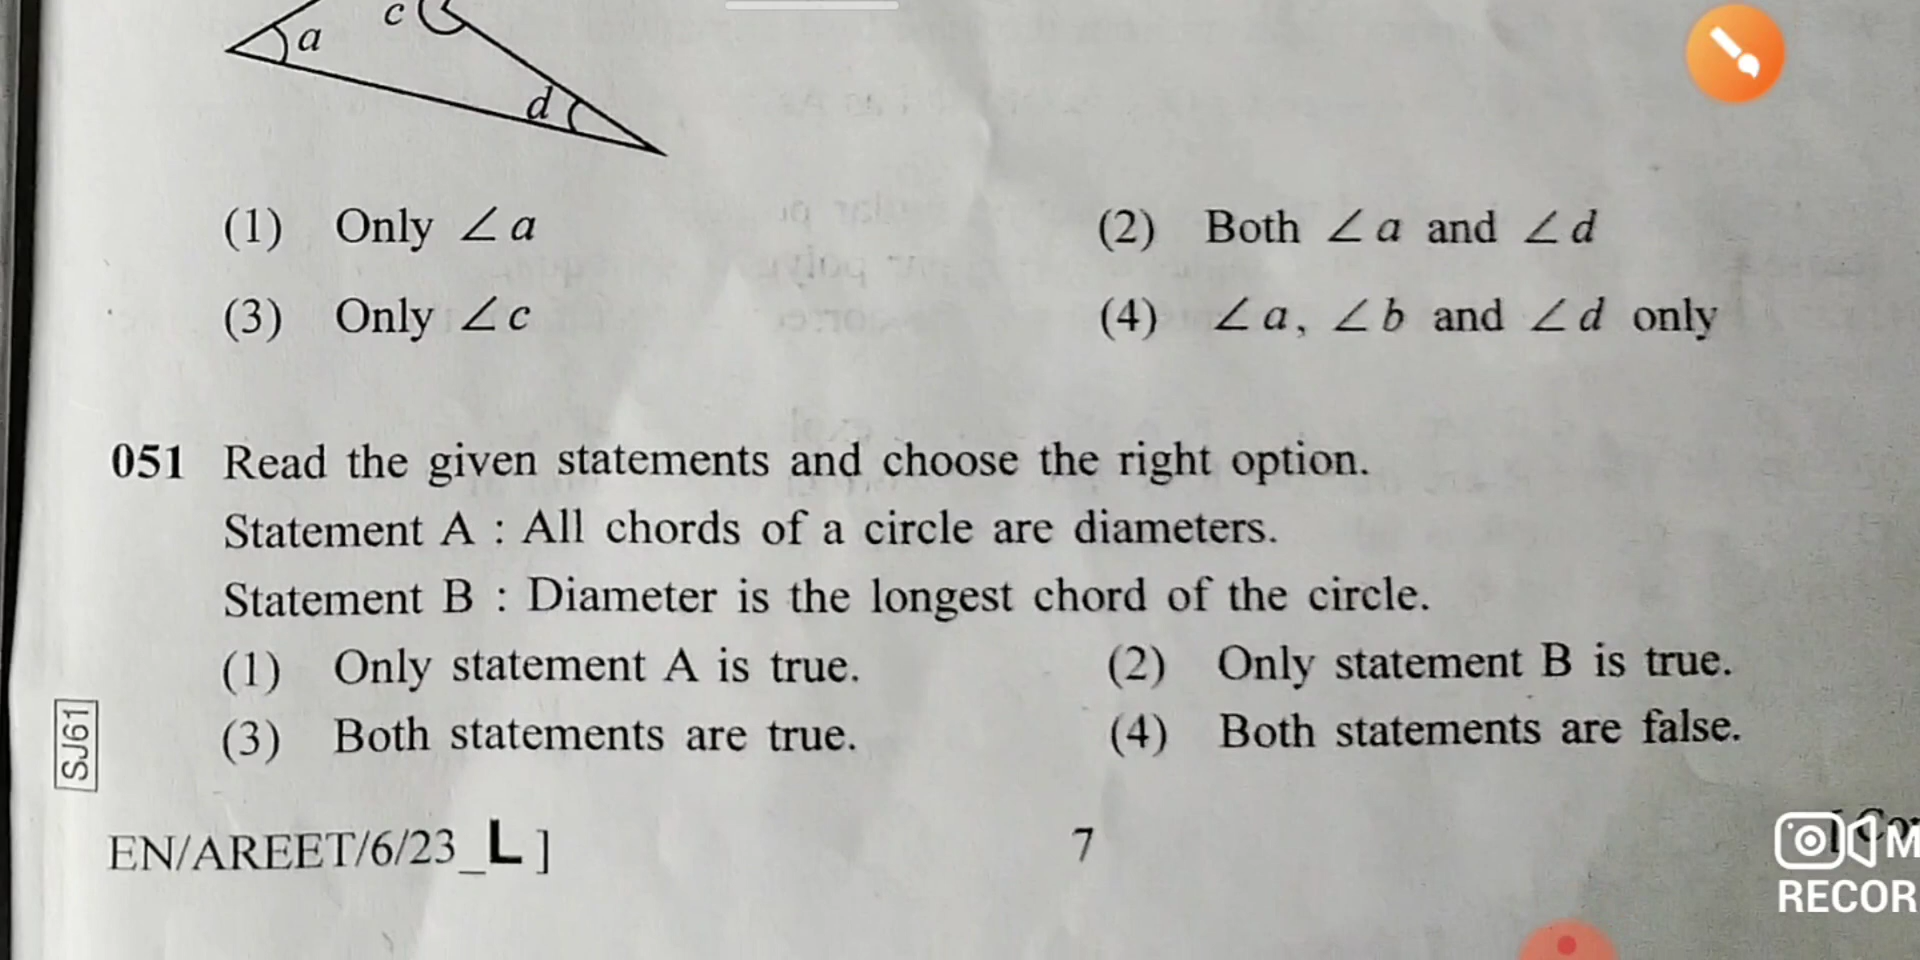 c
a
d
(1) Only ∠a (2) Both ∠a and ∠d
(3) Only ∠c (4) ∠a, ∠b and ∠d only
051 Read the given statements and choose the right option.
Statement A : All chords of a circle are diameters.
Statement B : Diameter is the longest chord of the circle.
(1) Only statement A is true. (2) Only statement B is true.
(3) Both statements are true. (4) Both statements are false.
SJ61
EN/AREET/6/23_L ] 7
RECOR